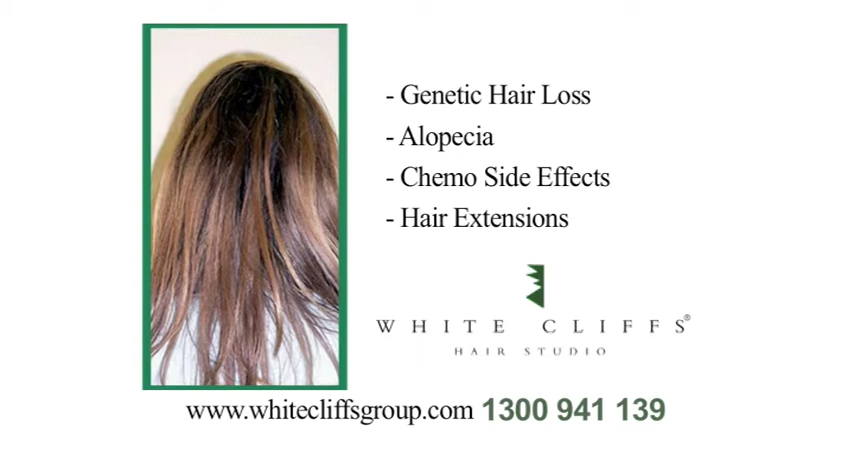 - Genetic Hair Loss
- Alopecia
- Chemo Side Effects
- Hair Extensions
WHITE CLIFFS®
HAIR STUDIO
www.whitecliffsgroup.com 1300 941 139